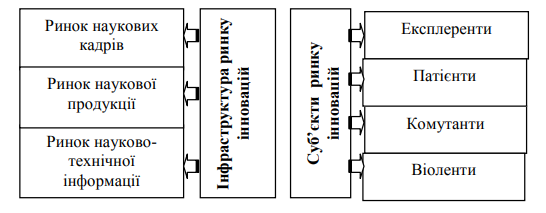 Ринок наукових
кадрів
Ринок наукової
продукції
Ринок науково-
технічної
інформації
Інфраструктура ринку
інновацій
Суб’єкти ринку
інновацій
Експлеренти
Патієнти
Комутанти
Віоленти